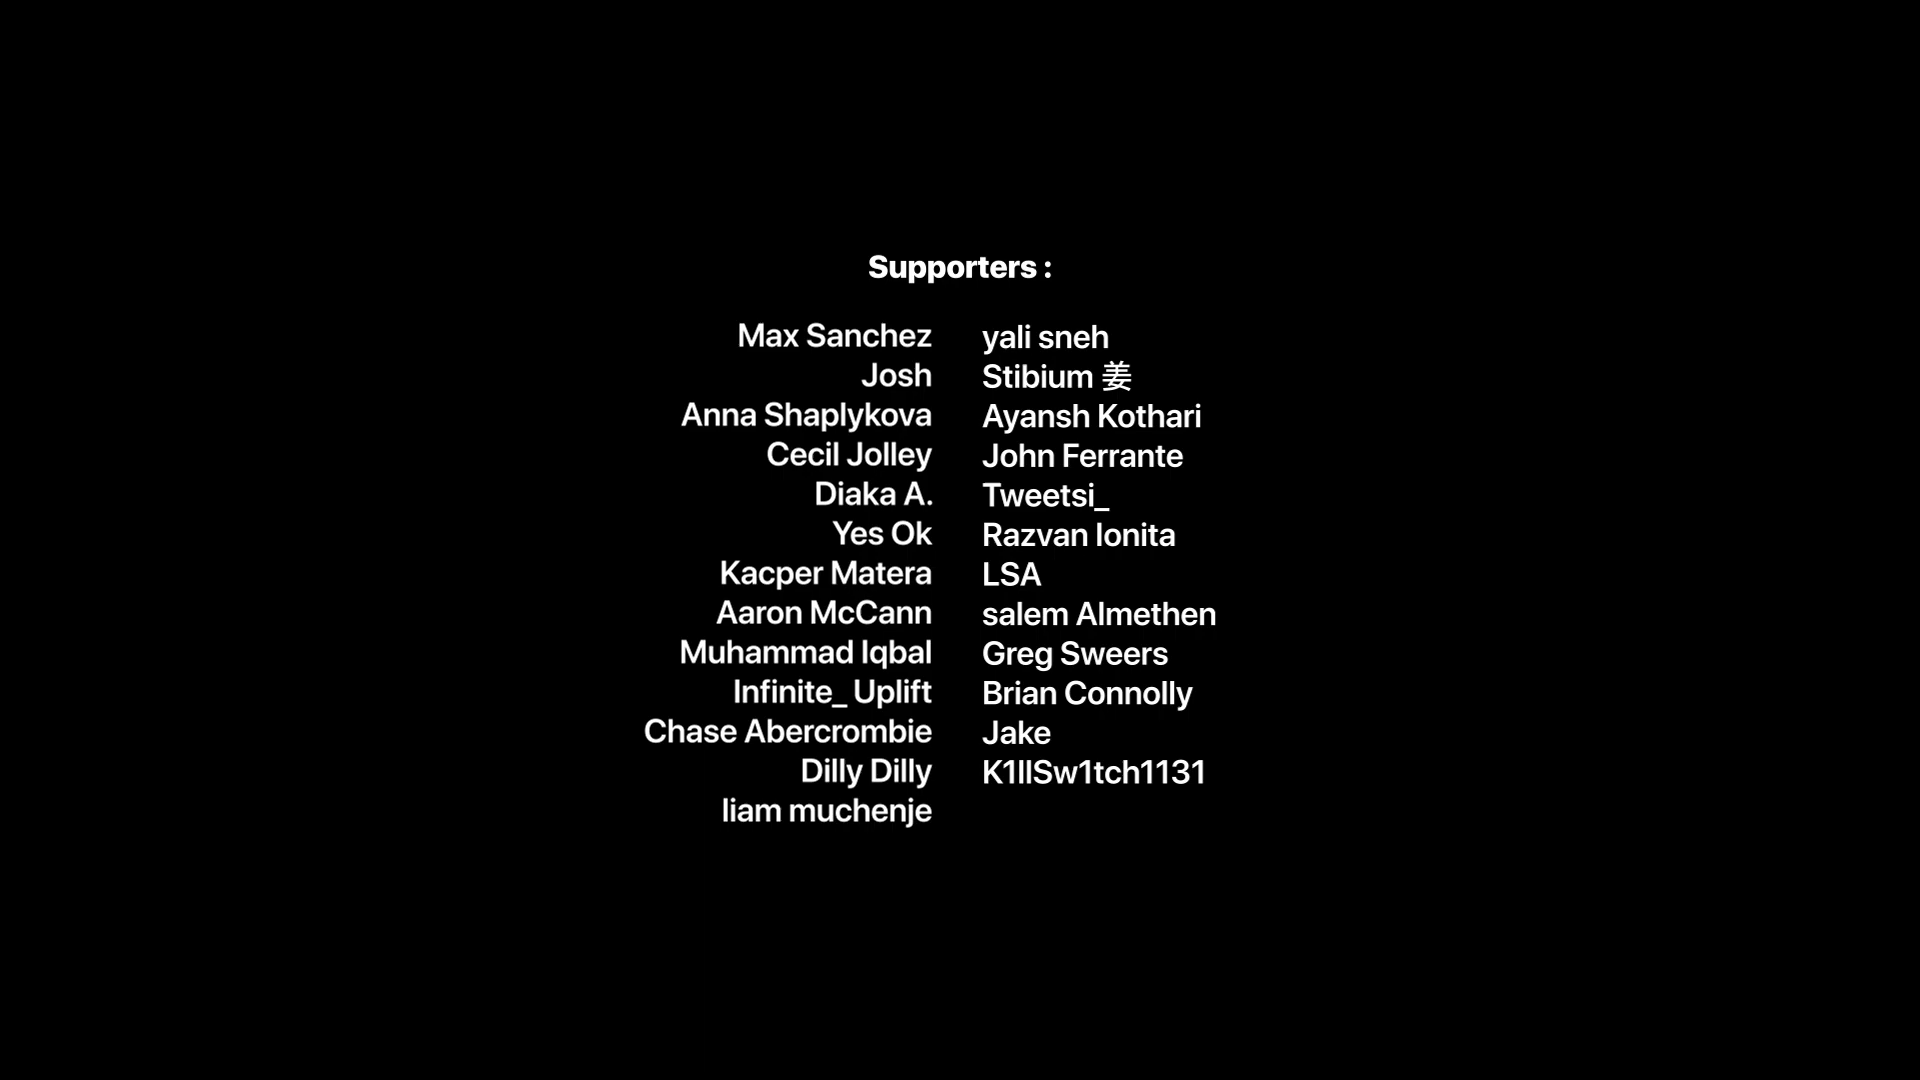 Supporters :
Max Sanchez
Josh
Anna Shaplykova
Cecil Jolley
Diaka A.
Yes Ok
Kacper Matera
Aaron McCann
Muhammad Iqbal
Infinite_ Uplift
Chase Abercrombie
Dilly Dilly
liam muchenje
yali sneh
Stibium 姜
Ayansh Kothari
John Ferrante
Tweetsi_
Razvan Ionita
LSA
salem Almethen
Greg Sweers
Brian Connolly
Jake
K1llSw1tch1131